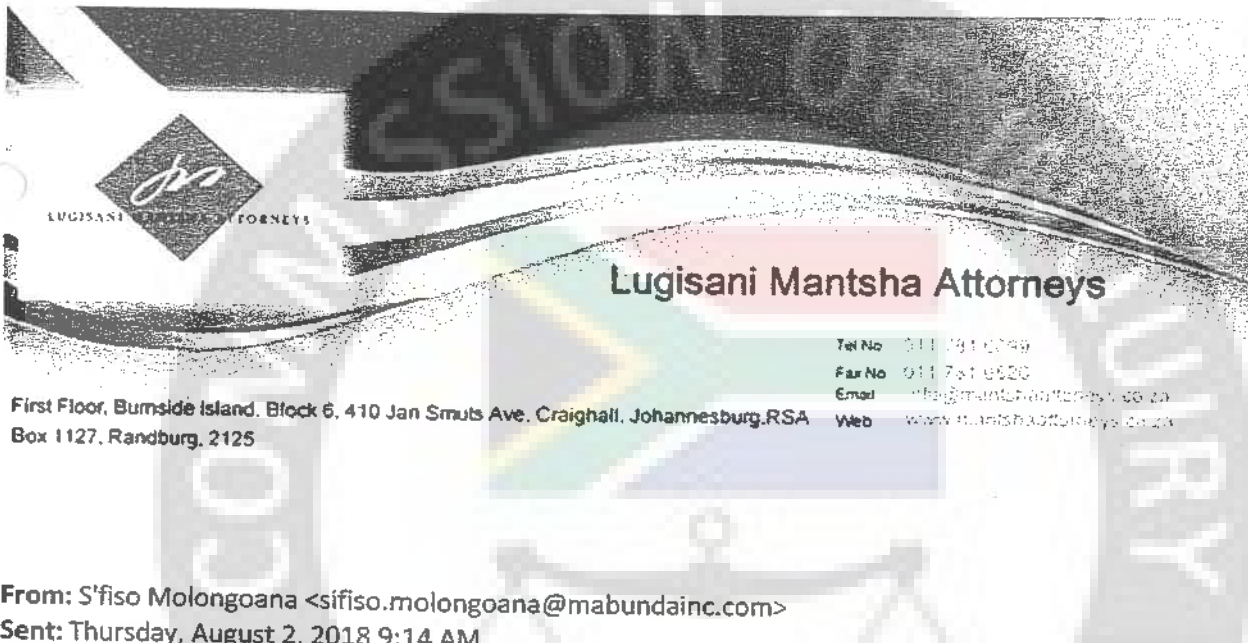 LUGISANI MANTSHA ATTORNEYS
Lugisani Mantsha Attorneys
Tel No
Fax No
Email
First Floor, Burnside Island, Block 6, 410 Jan Smuts Ave, Craighall, Johannesburg,RSA Web
Box 1127, Randburg, 2125
From: S'fiso Molongoana <sifiso.molongoana@mabundainc.com>
Sent: Thursday, August 2, 2018 9:14 AM